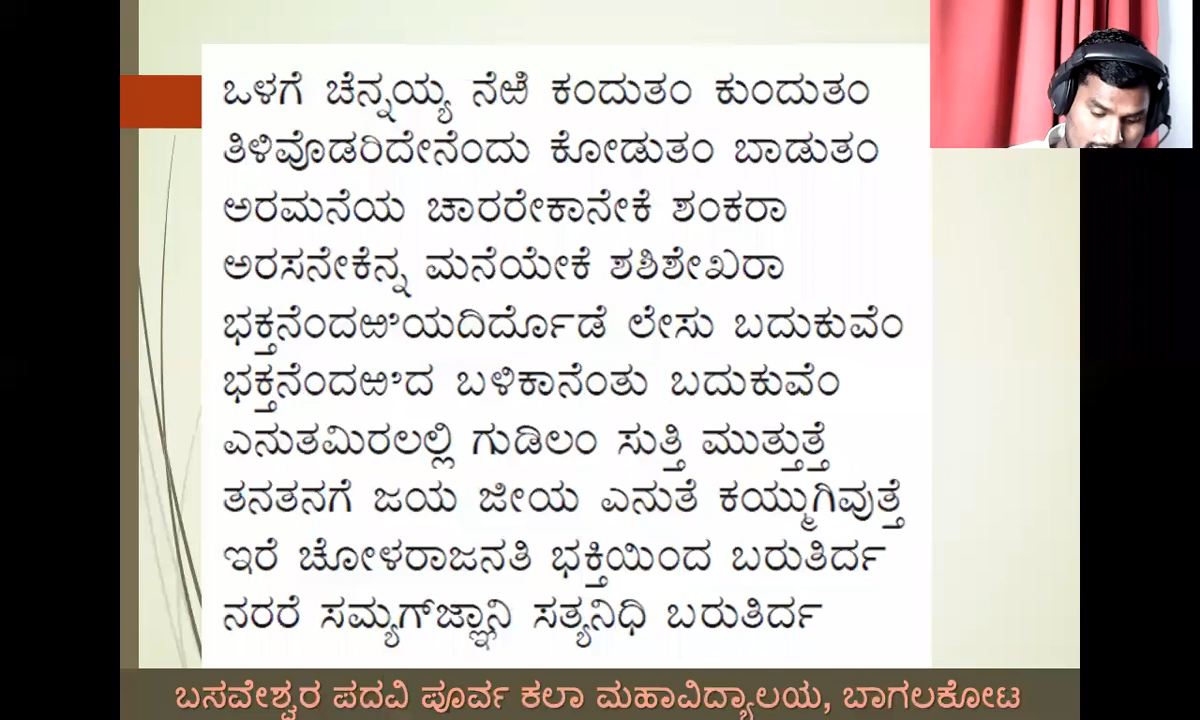 ಒಳಗೆ ಚೆನ್ನಯ್ಯ ನೆಱೆ ಕಂದುತಂ ಕುಂದುತಂ
ತಿಳಿವೊಡರಿದೇನೆಂದು ಕೋಡುತಂ ಬಾಡುತಂ
ಅರಮನೆಯ ಚಾರರೇಕಾನೇಕೆ ಶಂಕರಾ
ಅರಸನೇಕೆನ್ನ ಮನೆಯೇಕೆ ಶಶಿಶೇಖರಾ
ಭಕ್ತನೆಂದಱಿಯದಿರ್ದೊಡೆ ಲೇಸು ಬದುಕುವೆಂ
ಭಕ್ತನೆಂದಱಿದ ಬಳಿಕಾನೆಂತು ಬದುಕುವೆಂ
ಎನುತಮಿರಲಲ್ಲಿ ಗುಡಿಲಂ ಸುತ್ತಿ ಮುತ್ತುತ್ತೆ
ತನತನಗೆ ಜಯ ಜೀಯ ಎನುತೆ ಕಯ್ಮುಗಿವುತ್ತೆ
ಇರೆ ಚೋಳರಾಜನತಿ ಭಕ್ತಿಯಿಂದ ಬರುತಿರ್ದ
ನರರೆ ಸಮ್ಯಗ್‌ಜ್ಞಾನಿ ಸತ್ಯನಿಧಿ ಬರುತಿರ್ದ
ಬಸವೇಶ್ವರ ಪದವಿ ಪೂರ್ವ ಕಲಾ ಮಹಾವಿದ್ಯಾಲಯ, ಬಾಗಲಕೋಟ